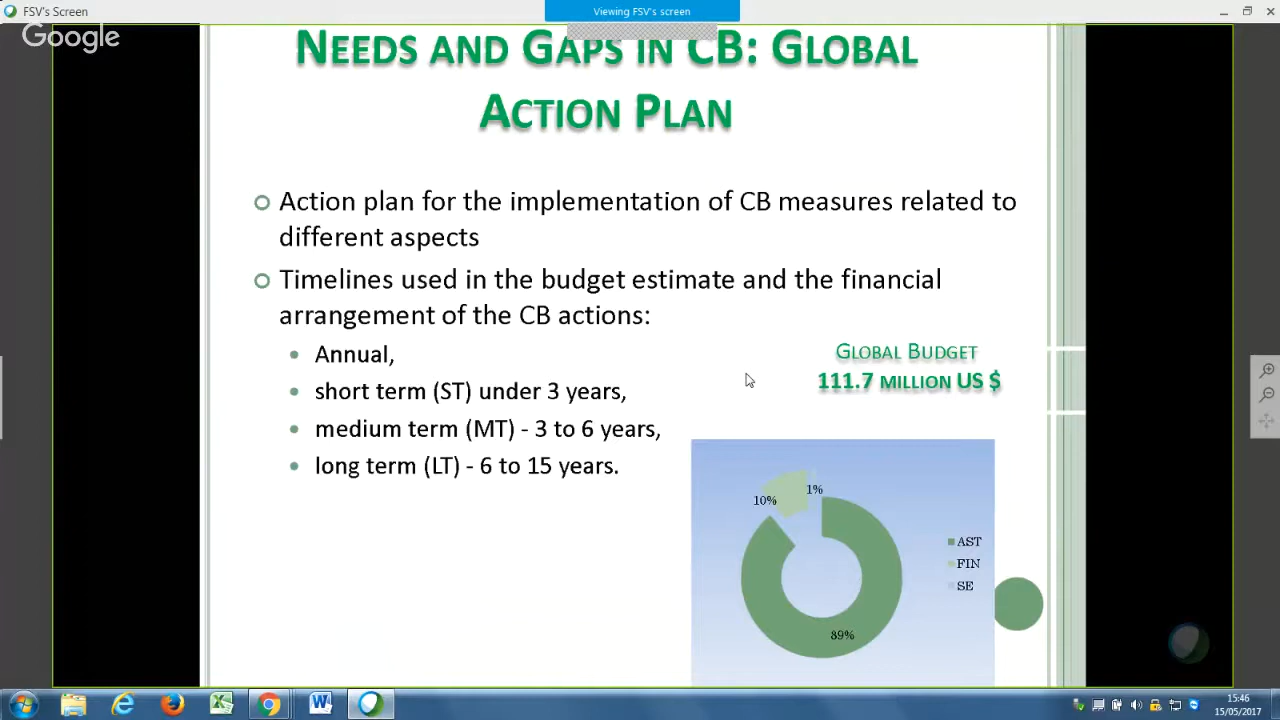 FSV's Screen
Viewing FSV's screen
Google
NEEDS AND GAPS IN CB: GLOBAL
ACTION PLAN
Action plan for the implementation of CB measures related to
different aspects
Timelines used in the budget estimate and the financial
arrangement of the CB actions:
Annual,
short term (ST) under 3 years,
medium term (MT) - 3 to 6 years,
long term (LT) - 6 to 15 years.
GLOBAL BUDGET
111.7 MILLION US $
10%
1%
89%
AST
FIN
SE
15:46
15/05/2017